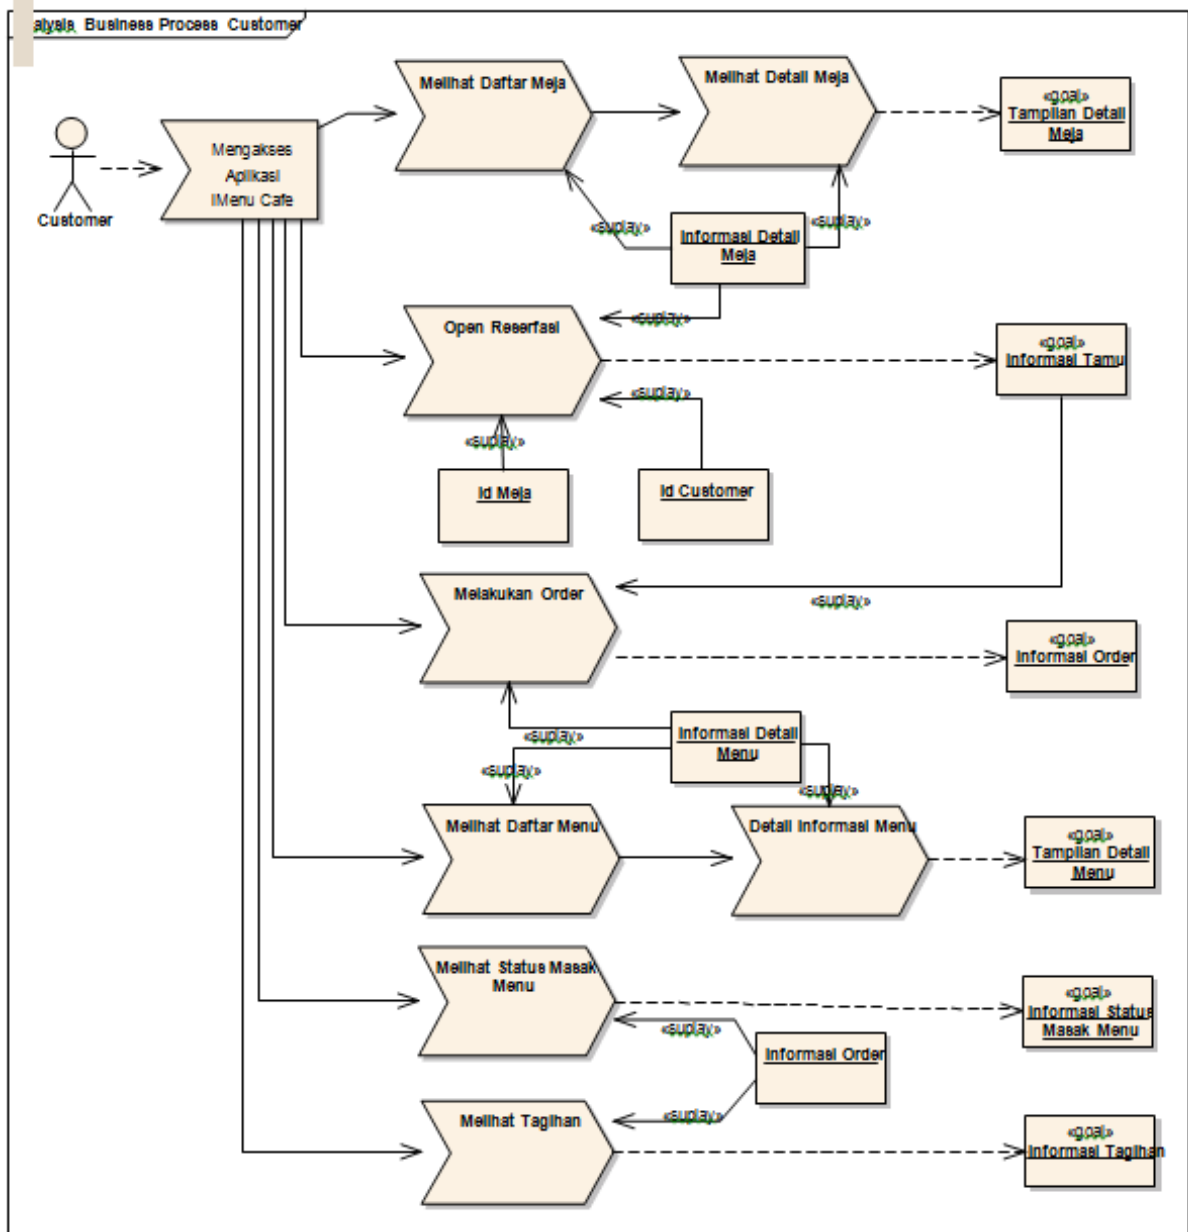 alysis Business Process Customer
Melihat Daftar Meja
Melihat Detail Meja
«goal»
Tampilan Detail
Meja
Mengakses
Aplikasi
IMenu Cafe
Customer
«suplay»
Informasi Detail
Meja
«suplay»
«suplay»
Open Reserfasi
«goal»
Informasi Tamu
«suplay»
«suplay»
Id Meja
Id Customer
Melakukan Order
«suplay»
«goal»
Informasi Order
Informasi Detail
Menu
«suplay»
«suplay»
«suplay»
Melihat Daftar Menu
Detail Informasi Menu
«goal»
Tampilan Detail
Menu
Melihat Status Masak
Menu
«goal»
Informasi Status
Masak Menu
«suplay»
Informasi Order
«suplay»
Melihat Tagihan
«goal»
Informasi Tagihan